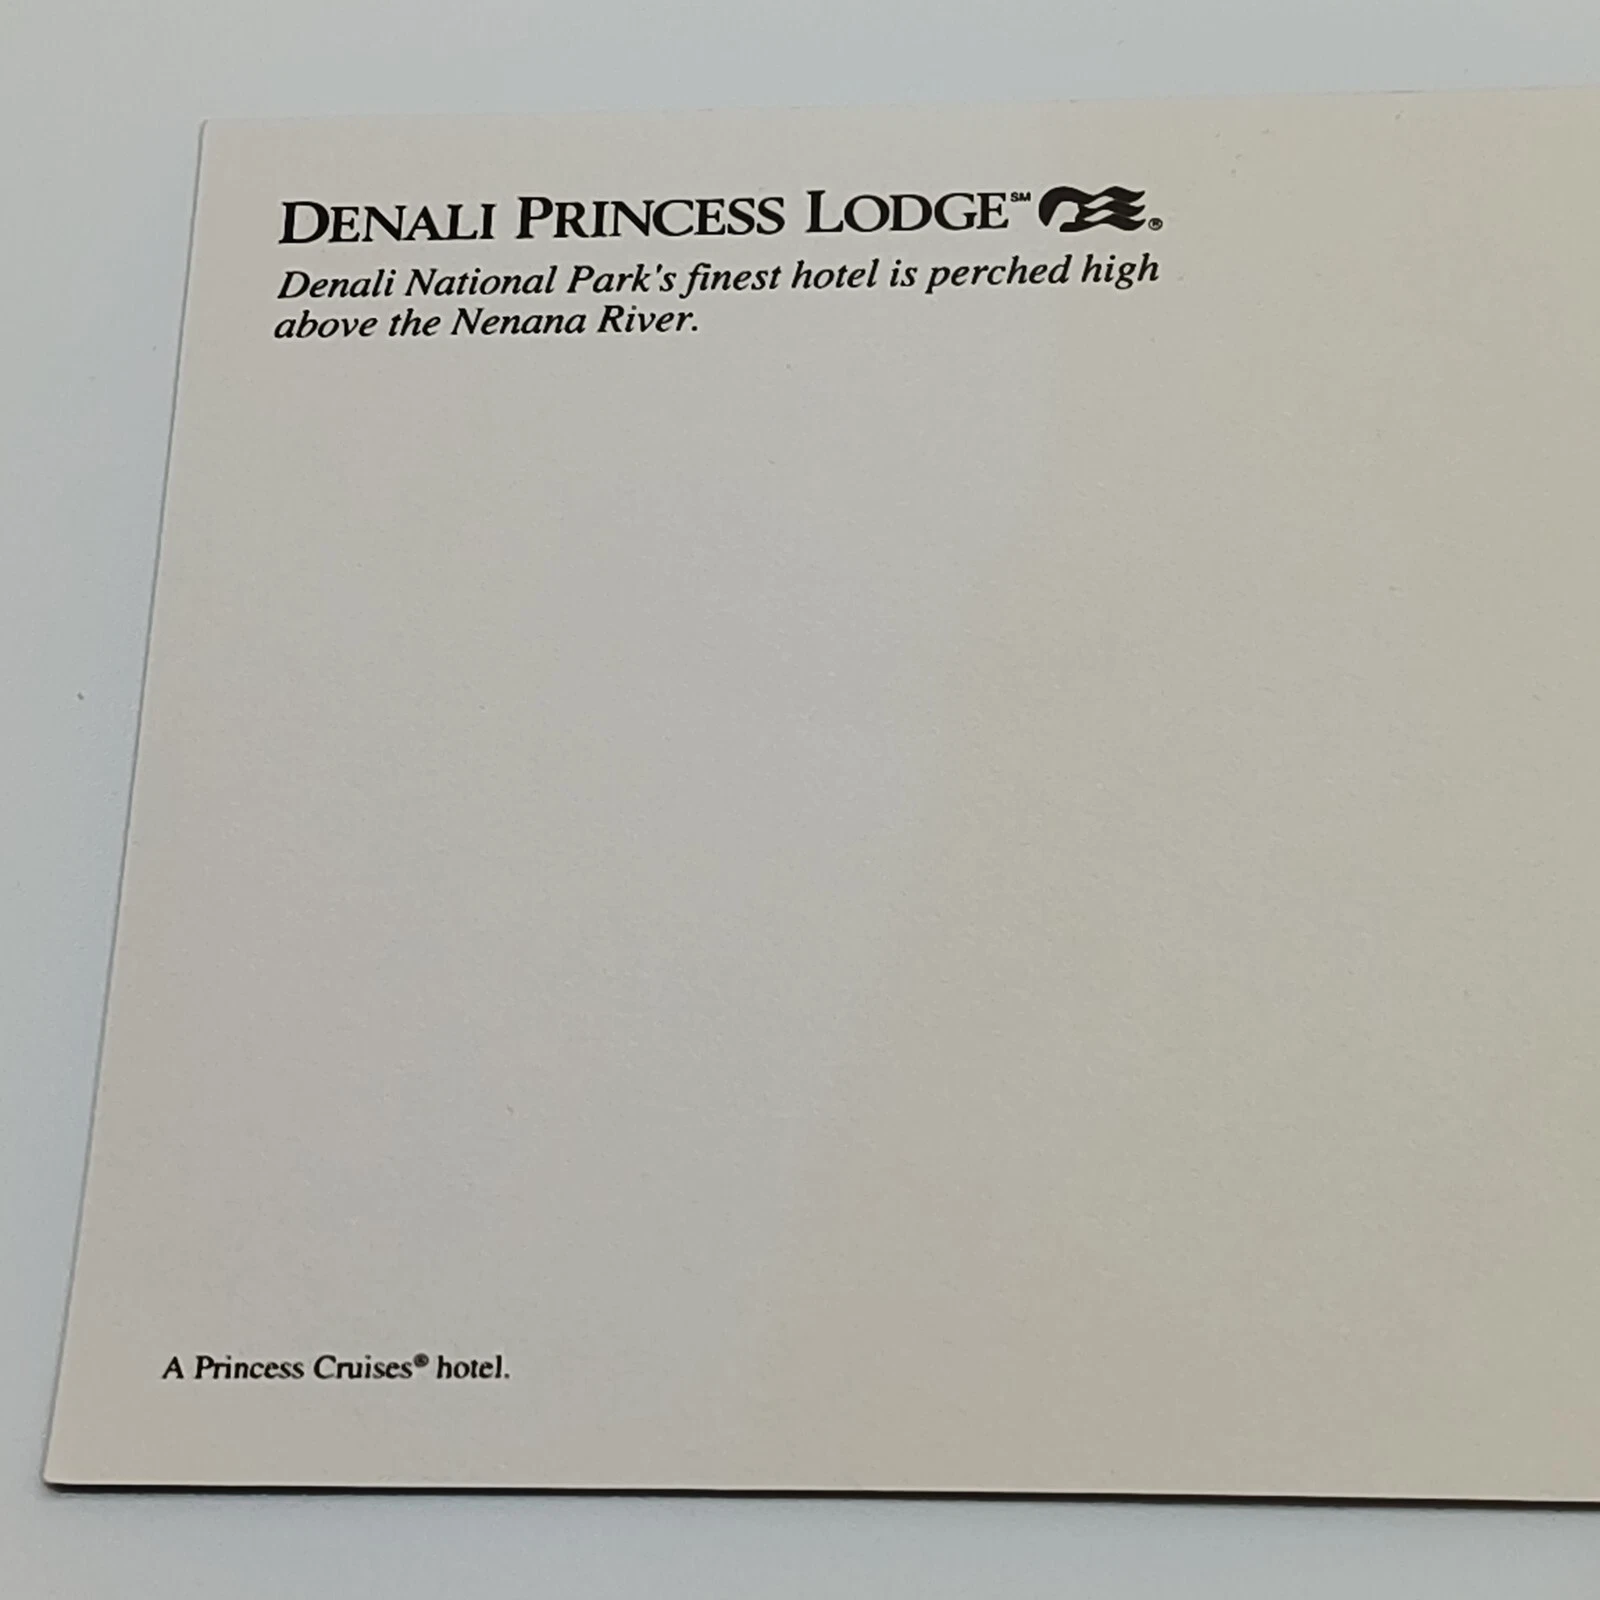 DENALI PRINCESS LODGE℠ ®
Denali National Park's finest hotel is perched high
above the Nenana River.
A Princess Cruises® hotel.